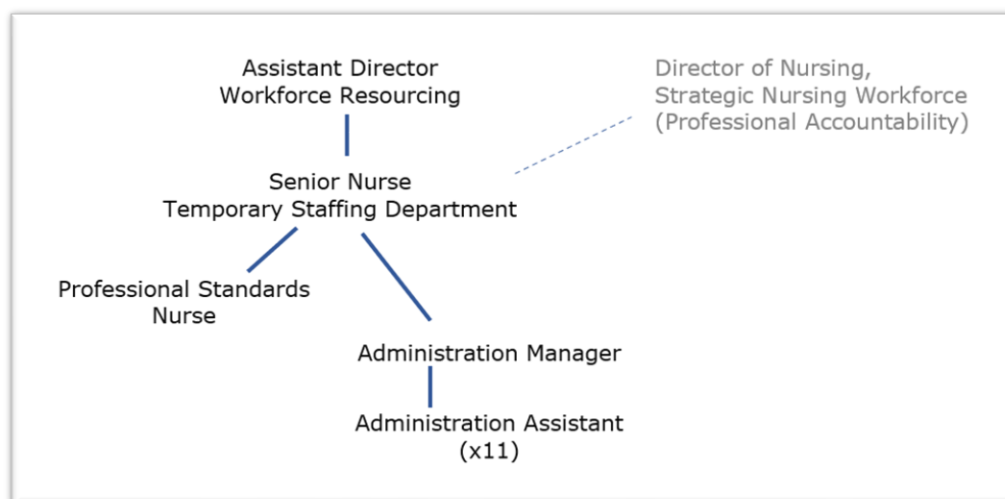 Assistant Director
Workforce Resourcing
Director of Nursing,
Strategic Nursing Workforce
(Professional Accountability)
Senior Nurse
Temporary Staffing Department
Professional Standards
Nurse
Administration Manager
Administration Assistant
(x11)